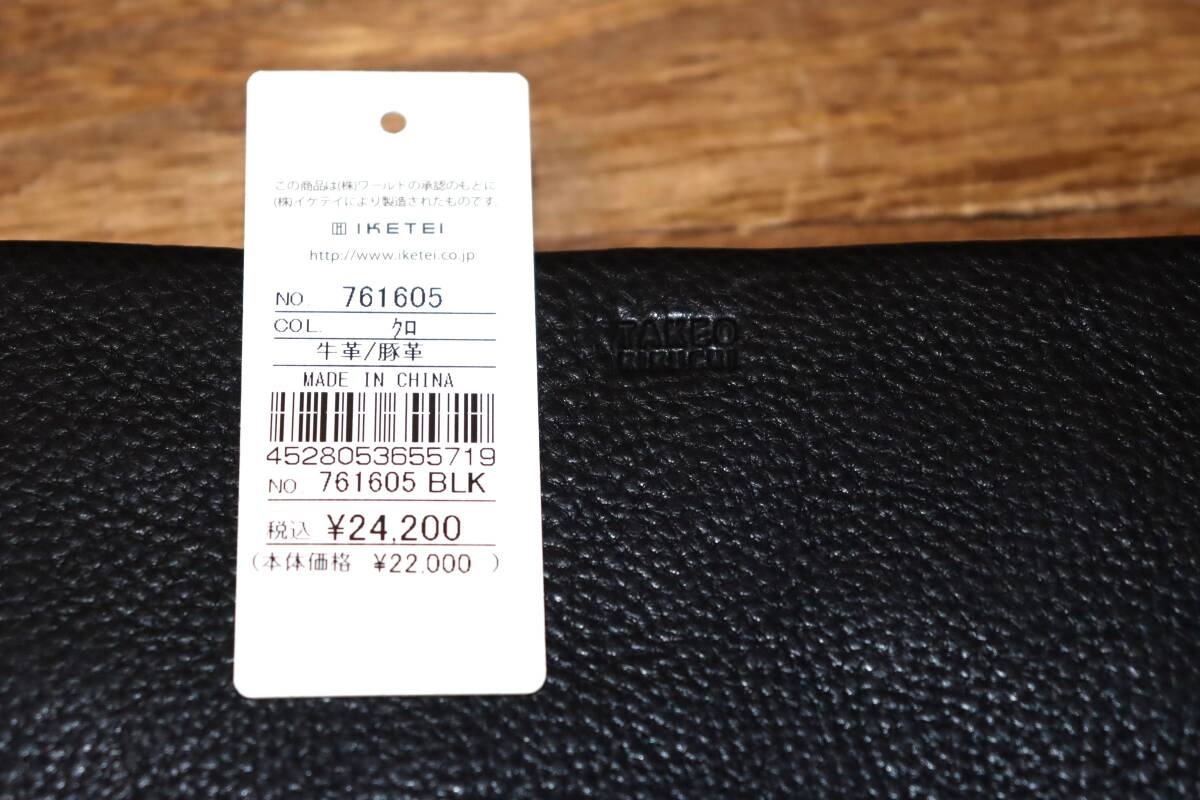 この商品は(株)ワールドの承認のもとに
(株)イケテイにより製造されたものです.
IKETEI
http://www.iketei.co.jp
NO. 761605
COL. クロ
牛革/豚革
MADE IN CHINA
4528053655719
NO. 761605 BLK
税込 ¥24,200
(本体価格 ¥22,000 )
TAKEO
KIKUCHI